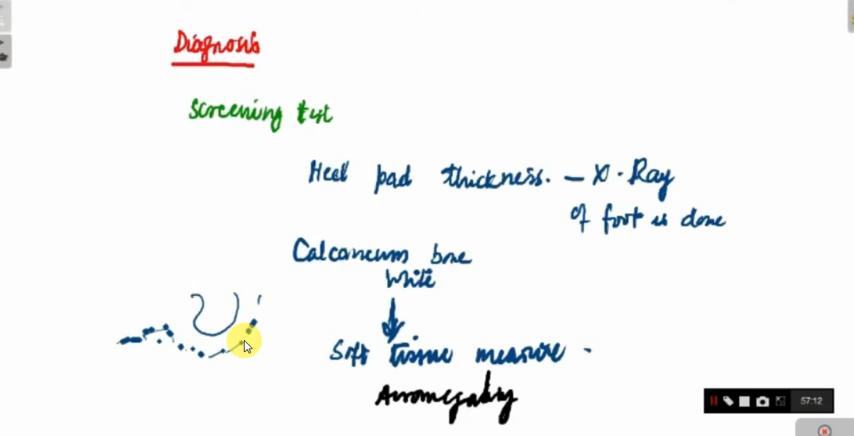 Diagnosis
Screening test
Heel pad thickness. – X-Ray
of foot is done
Calcaneum bone
white
Soft tissue measure -
Acromegaly
57:12